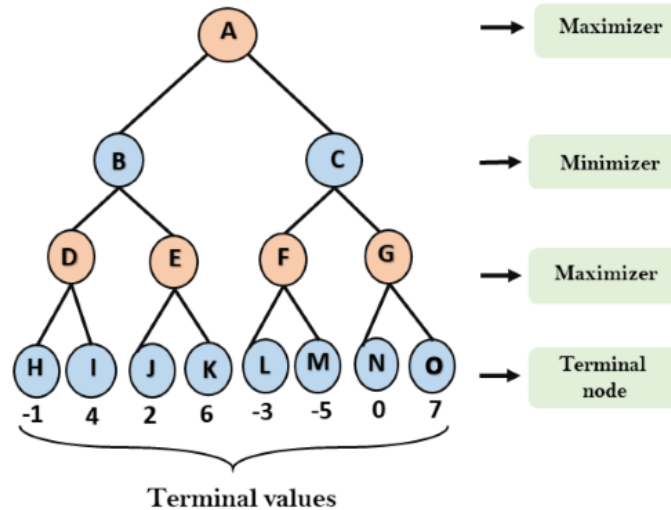 A
Maximizer
B
C
Minimizer
D
E
F
G
Maximizer
H
I
J
K
L
M
N
O
Terminal
node
-1
4
2
6
-3
-5
0
7
Terminal values